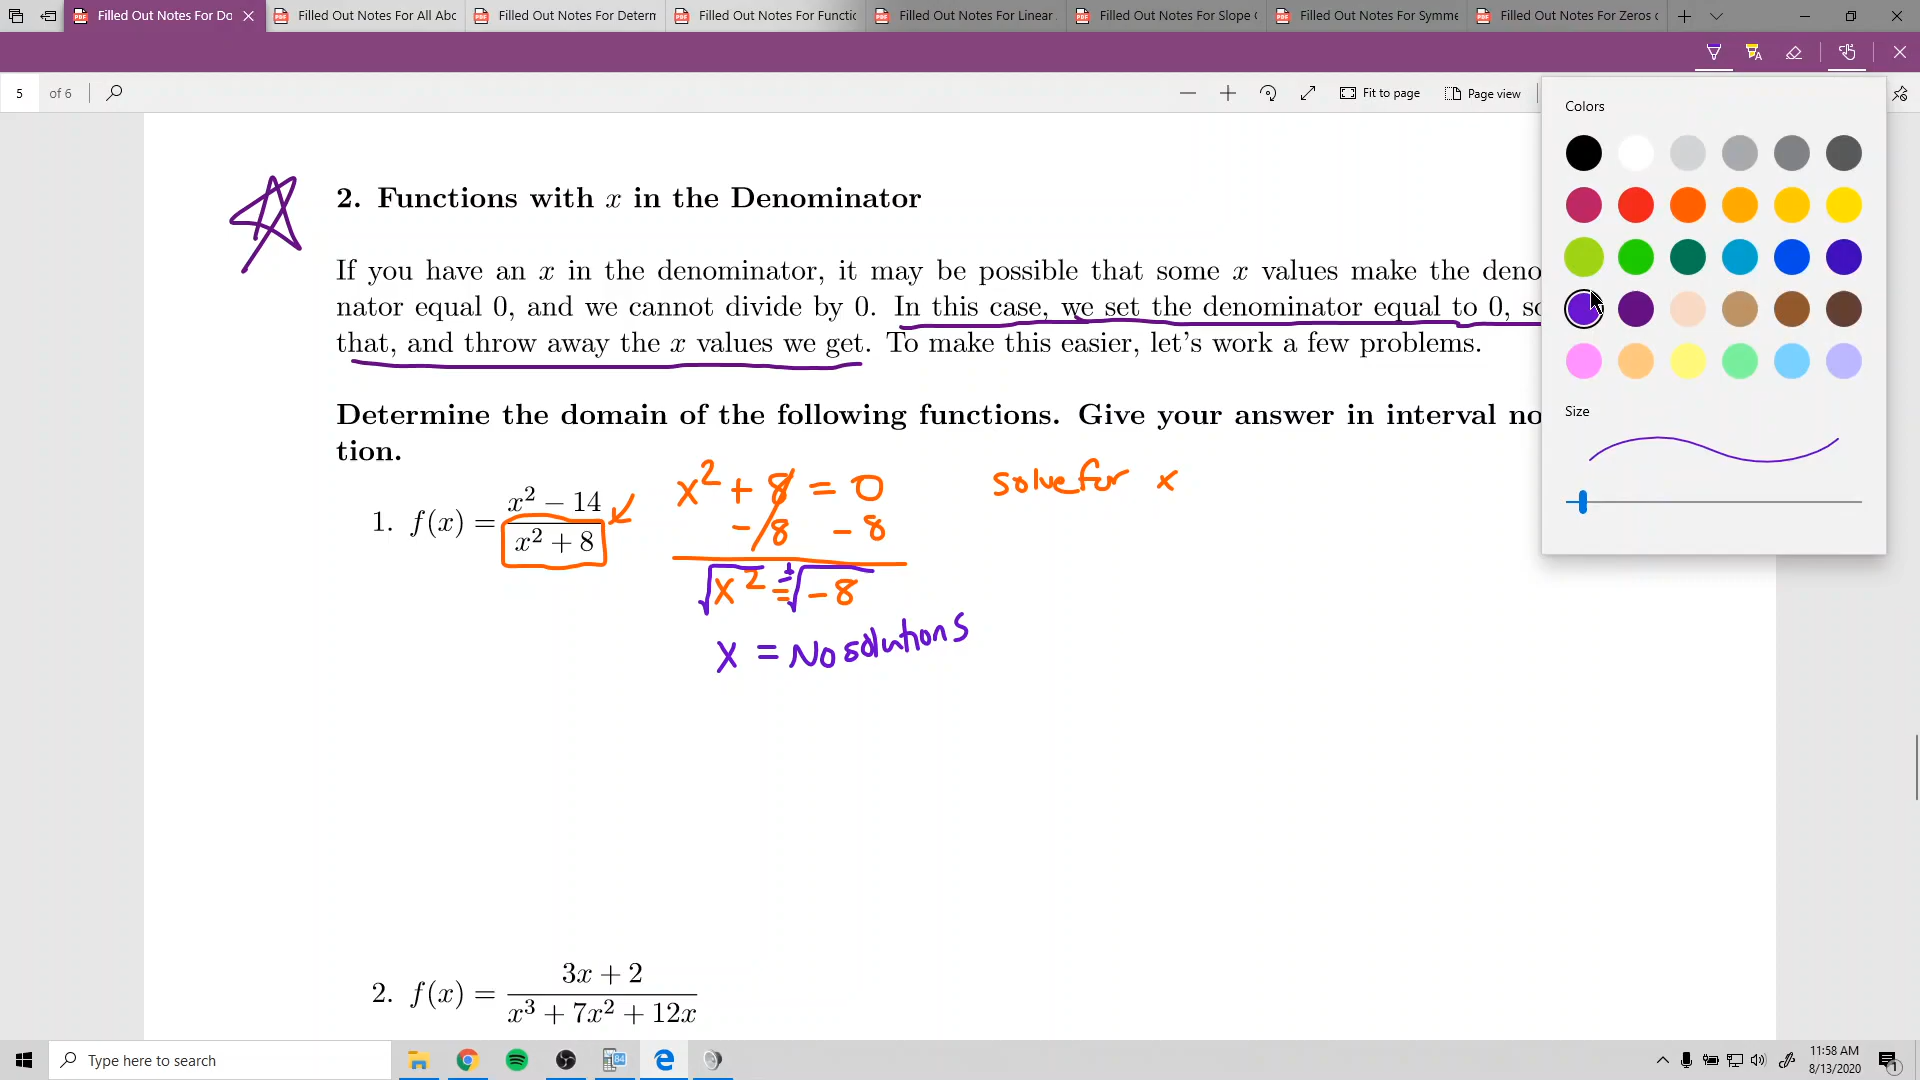 Filled Out Notes For Do
Filled Out Notes For All Abc
Filled Out Notes For Determ
Filled Out Notes For Functio
Filled Out Notes For Linear
Filled Out Notes For Slope
Filled Out Notes For Symme
Filled Out Notes For Zeros
5 of 6
Fit to page
Page view
Colors
Size
2. Functions with x in the Denominator
If you have an x in the denominator, it may be possible that some x values make the deno
nator equal 0, and we cannot divide by 0. In this case, we set the denominator equal to 0, so
that, and throw away the x values we get. To make this easier, let's work a few problems.
Determine the domain of the following functions. Give your answer in interval no
tion.
1. f(x) = \frac{x² − 14}{x² + 8}
x² + 8 = 0
solve for x
− 8 − 8
√x² = ±√−8
x = No solutions
2. f(x) = \frac{3x + 2}{x³ + 7x² + 12x}
Type here to search
84
11:58 AM
8/13/2020
1